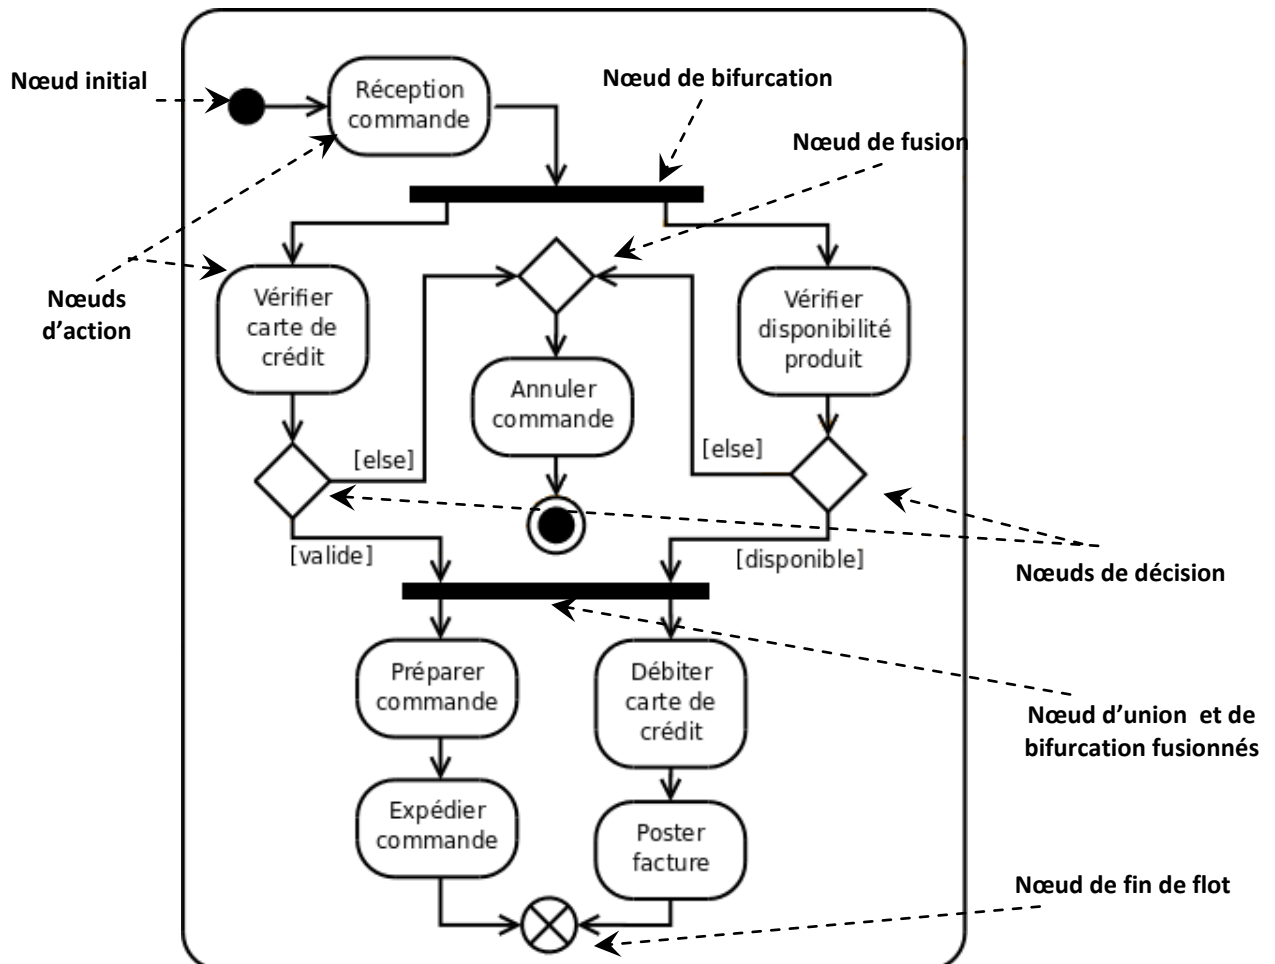 Nœud initial
Réception
commande
Nœud de bifurcation
Nœud de fusion
Nœuds
d’action
Vérifier
carte de
crédit
Annuler
commande
Vérifier
disponibilité
produit
[else]
[else]
[valide]
[disponible]
Nœuds de décision
Préparer
commande
Débiter
carte de
crédit
Nœud d’union et de
bifurcation fusionnés
Expédier
commande
Poster
facture
Nœud de fin de flot